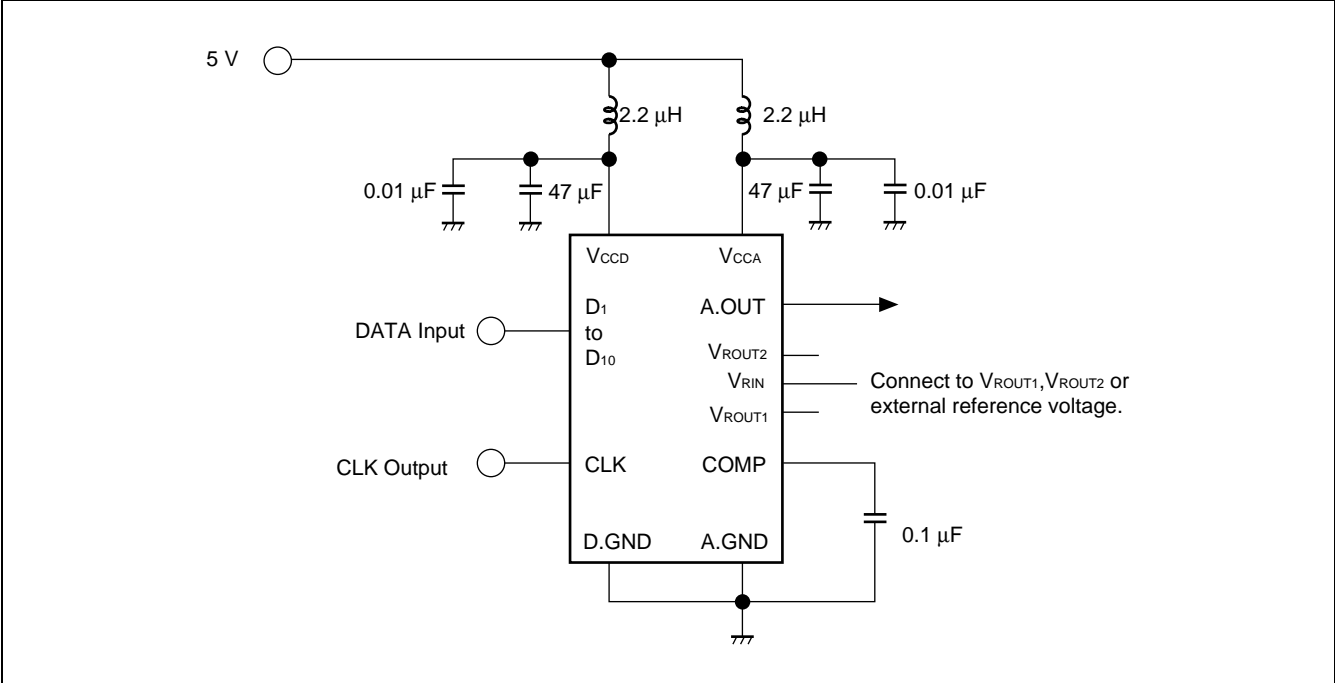 5 V
2.2 μH
2.2 μH
0.01 μF
47 μF
47 μF
0.01 μF
VCCD
VCCA
D1
to
D10
A.OUT
DATA Input
VROUT2
VRIN
VROUT1
Connect to VROUT1,VROUT2 or
external reference voltage.
CLK Output
CLK
COMP
0.1 μF
D.GND
A.GND